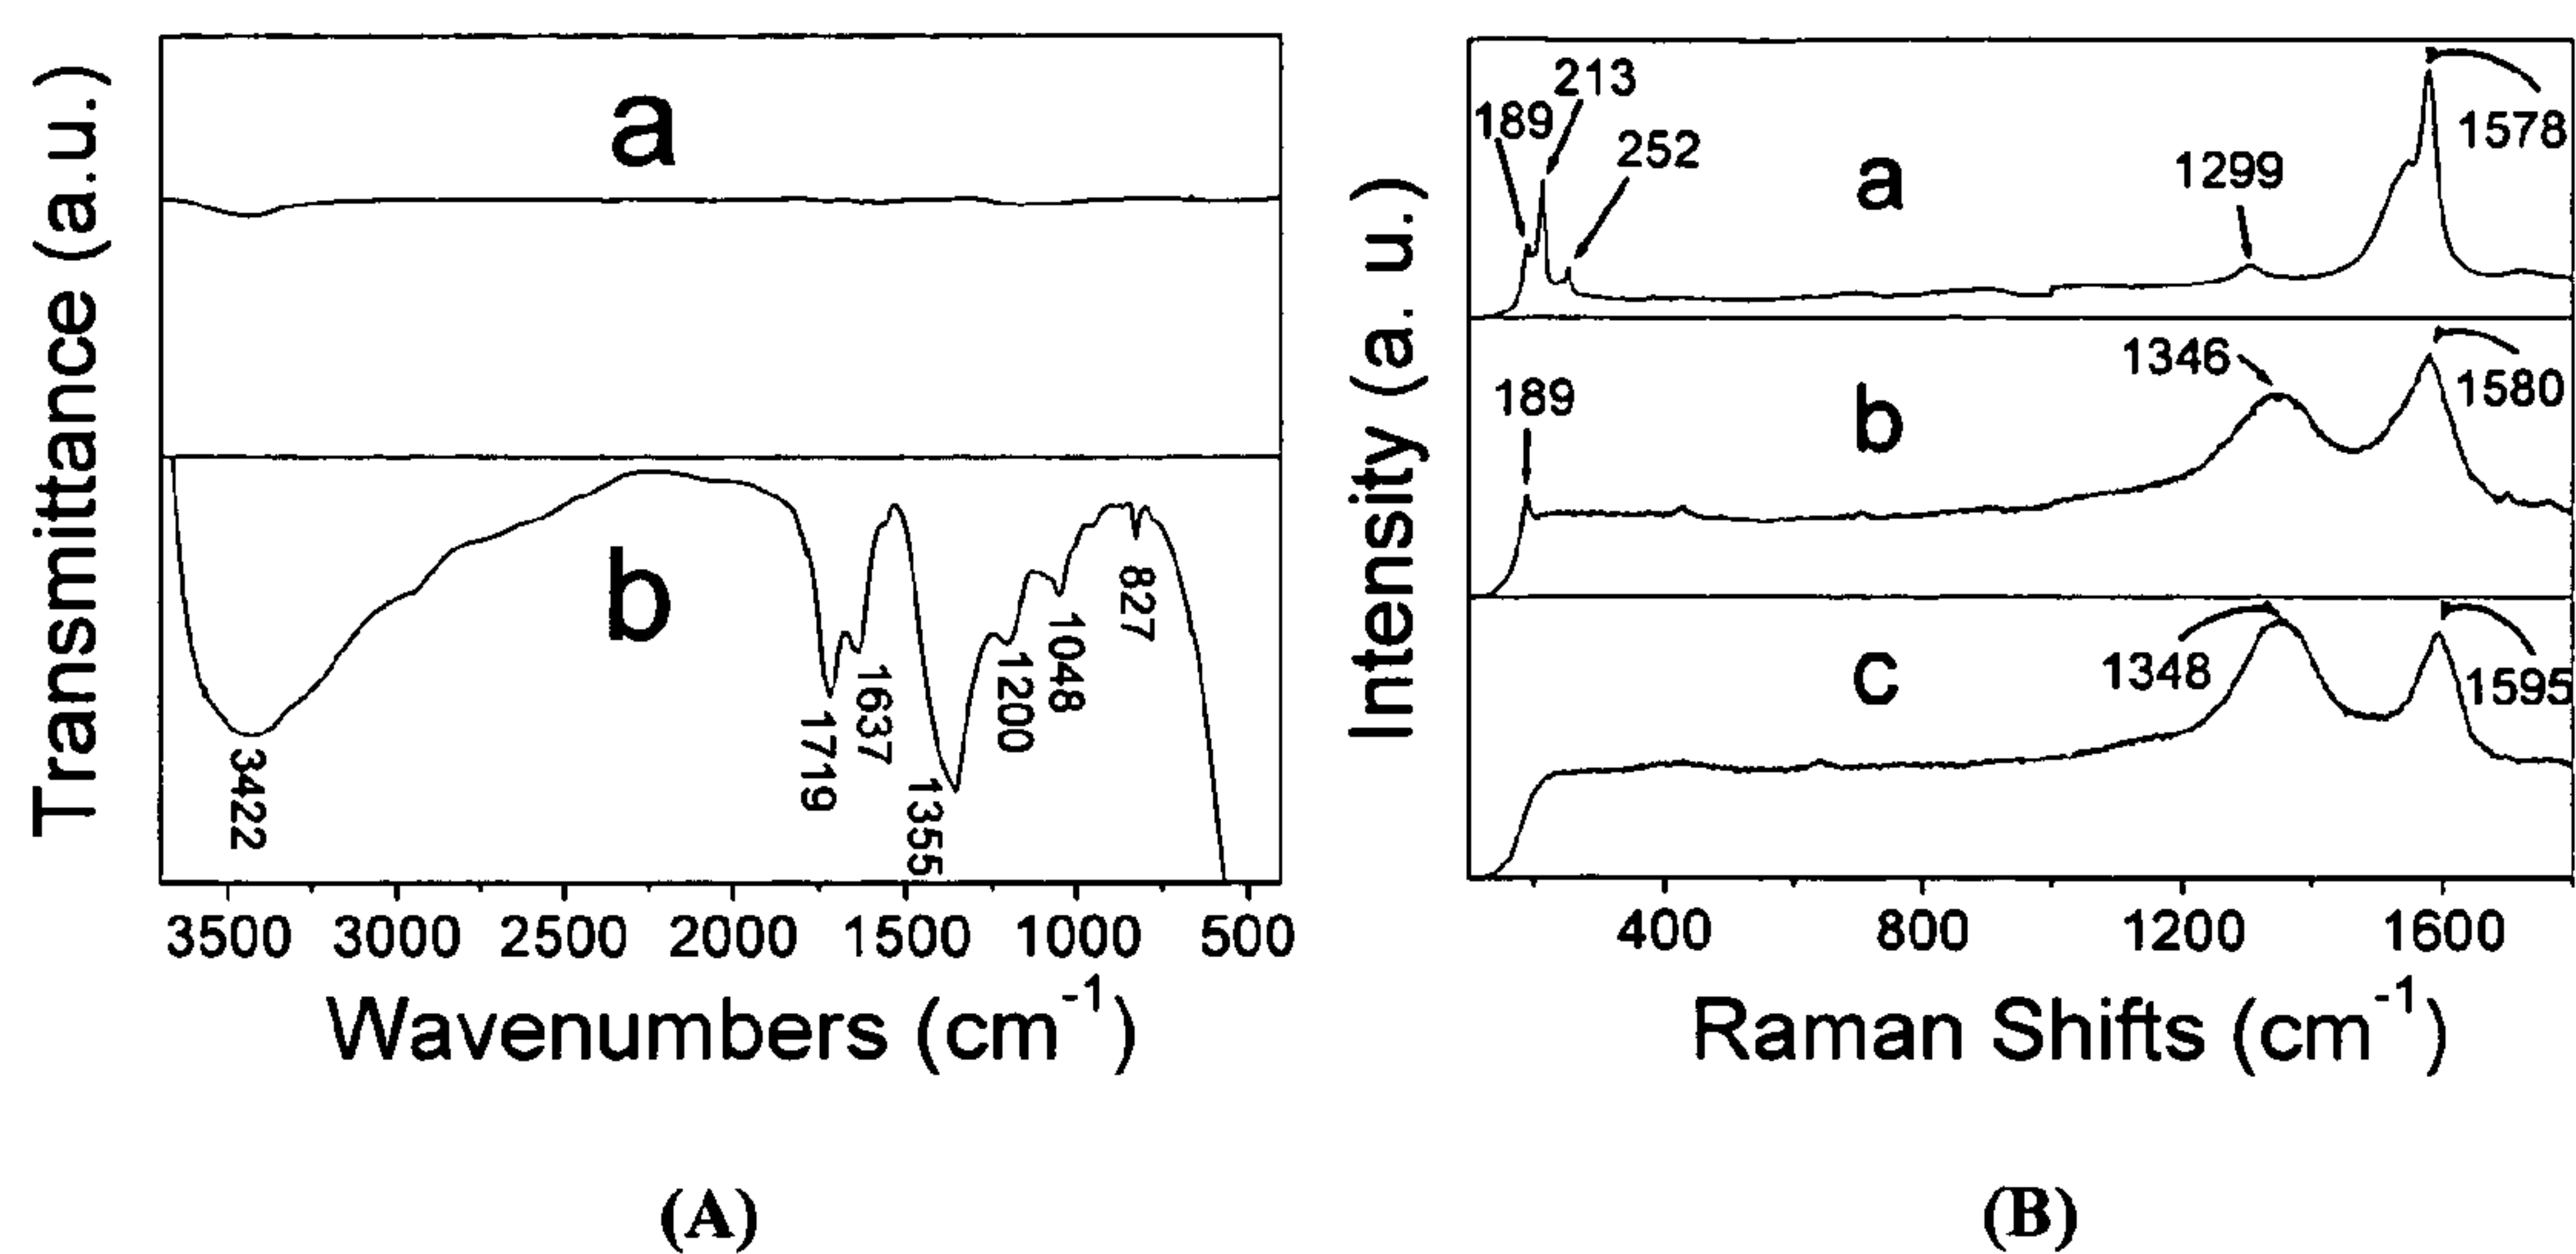 Transmittance (a.u.)
a
b
3422
1719
1637
1355
1200
1048
827
3500 3000 2500 2000 1500 1000 500
Wavenumbers (cm⁻¹)
(A)
Intensity (a. u.)
189
213
252
a
1299
1578
189
b
1346
1580
c
1348
1595
400 800 1200 1600
Raman Shifts (cm⁻¹)
(B)